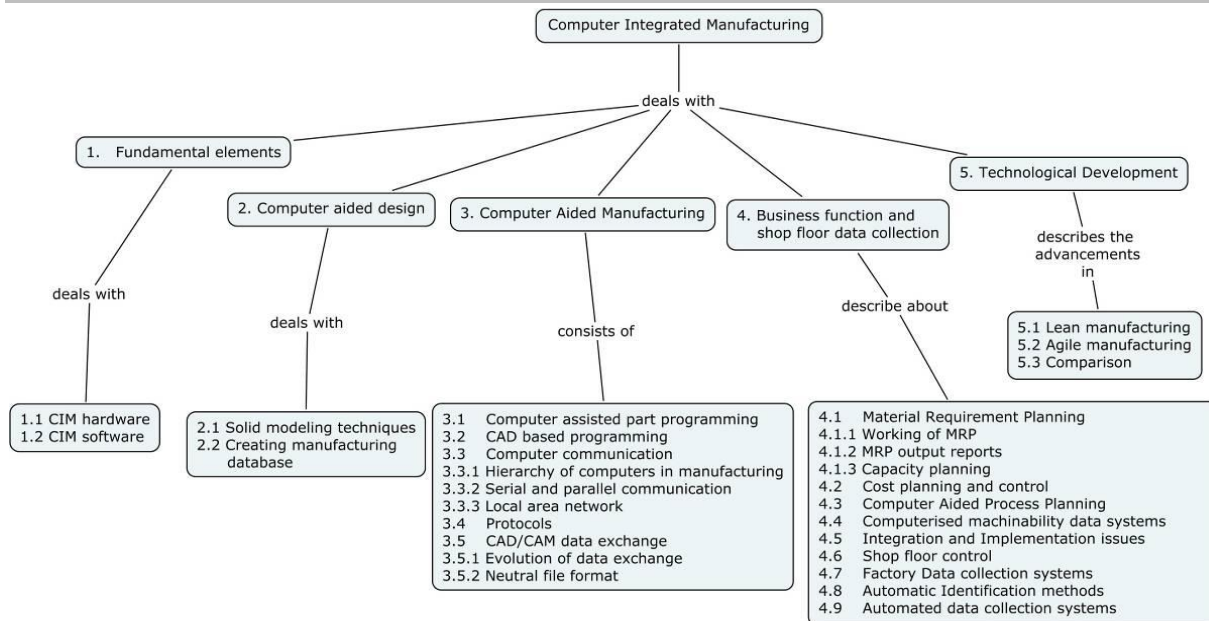 Computer Integrated Manufacturing
deals with
1. Fundamental elements
2. Computer aided design
3. Computer Aided Manufacturing
4. Business function and
shop floor data collection
5. Technological Development
deals with
1.1 CIM hardware
1.2 CIM software
deals with
2.1 Solid modeling techniques
2.2 Creating manufacturing
database
consists of
3.1 Computer assisted part programming
3.2 CAD based programming
3.3 Computer communication
3.3.1 Hierarchy of computers in manufacturing
3.3.2 Serial and parallel communication
3.3.3 Local area network
3.4 Protocols
3.5 CAD/CAM data exchange
3.5.1 Evolution of data exchange
3.5.2 Neutral file format
describe about
4.1 Material Requirement Planning
4.1.1 Working of MRP
4.1.2 MRP output reports
4.1.3 Capacity planning
4.2 Cost planning and control
4.3 Computer Aided Process Planning
4.4 Computerised machinability data systems
4.5 Integration and Implementation issues
4.6 Shop floor control
4.7 Factory Data collection systems
4.8 Automatic Identification methods
4.9 Automated data collection systems
describes the
advancements
in
5.1 Lean manufacturing
5.2 Agile manufacturing
5.3 Comparison